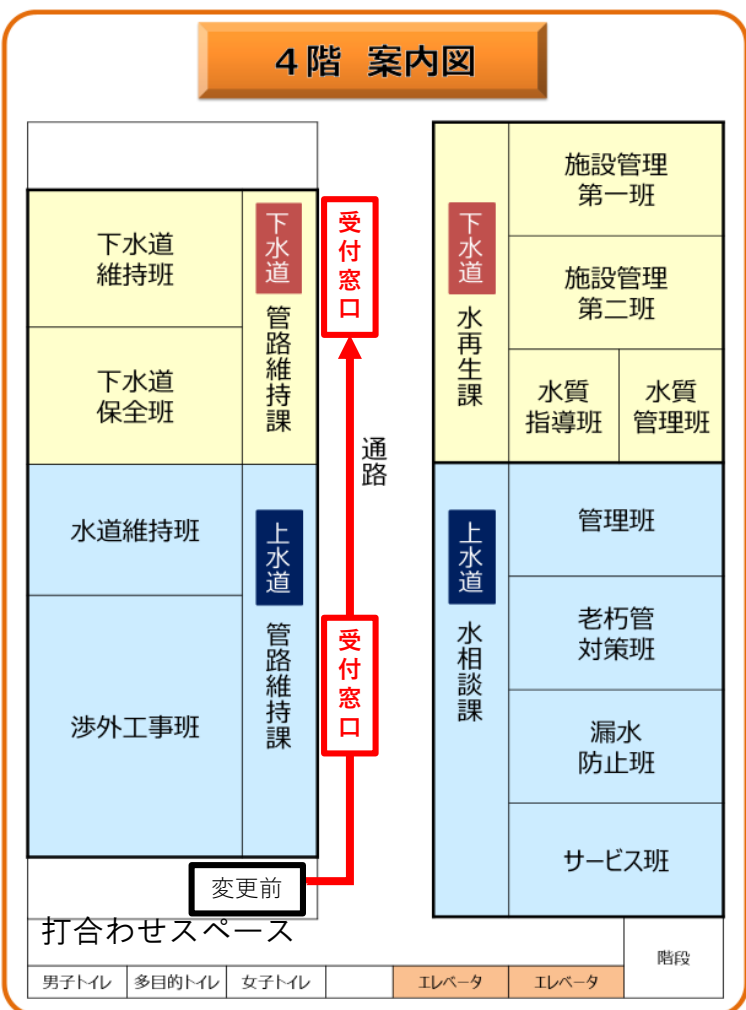 4階 案内図
下水道
維持班
下水道
保全班
下水道
管路維持課
受付窓口
水道維持班
渉外工事班
上水道
管路維持課
受付窓口
通路
変更前
打合わせスペース
下水道
水再生課
施設管理
第一班
施設管理
第二班
水質
指導班
水質
管理班
上水道
水相談課
管理班
老朽管
対策班
漏水
防止班
サービス班
階段
男子トイレ
多目的トイレ
女子トイレ
エレベータ
エレベータ